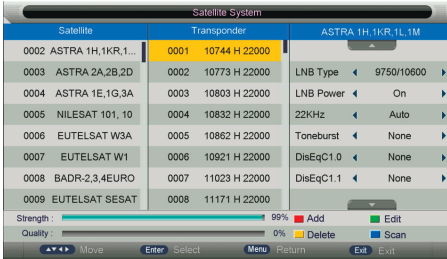 Satellite System
Satellite Transponder ASTRA 1H,1KR,1L,1M
0002 ASTRA 1H,1KR,1... 0001 10744 H 22000
0003 ASTRA 2A,2B,2D 0002 10773 H 22000 LNB Type 9750/10600
0004 ASTRA 1E,1G,3A 0003 10803 H 22000 LNB Power On
0005 NILESAT 101, 10 0004 10832 H 22000 22KHz Auto
0006 EUTELSAT W3A 0005 10862 H 22000 Toneburst None
0007 EUTELSAT W1 0006 10921 H 22000 DisEqC1.0 None
0008 BADR-2,3,4EURO 0007 11023 H 22000 DisEqC1.1 None
0009 EUTELSAT SESAT 0008 11171 H 22000
Strength : 99% Add Edit
Quality : 0% Delete Scan
Move Enter Select Menu Return Exit Exit